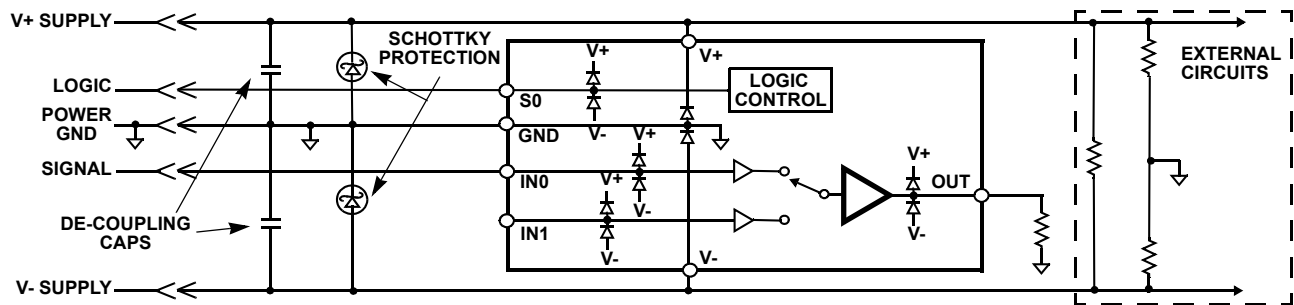 V+ SUPPLY
LOGIC
POWER
GND
SIGNAL
DE-COUPLING
CAPS
V- SUPPLY
SCHOTTKY
PROTECTION
V+
S0
V-
GND
V+
IN0
V-
V+
IN1
V-
V+
LOGIC
CONTROL
V+
OUT
V-
V-
EXTERNAL
CIRCUITS